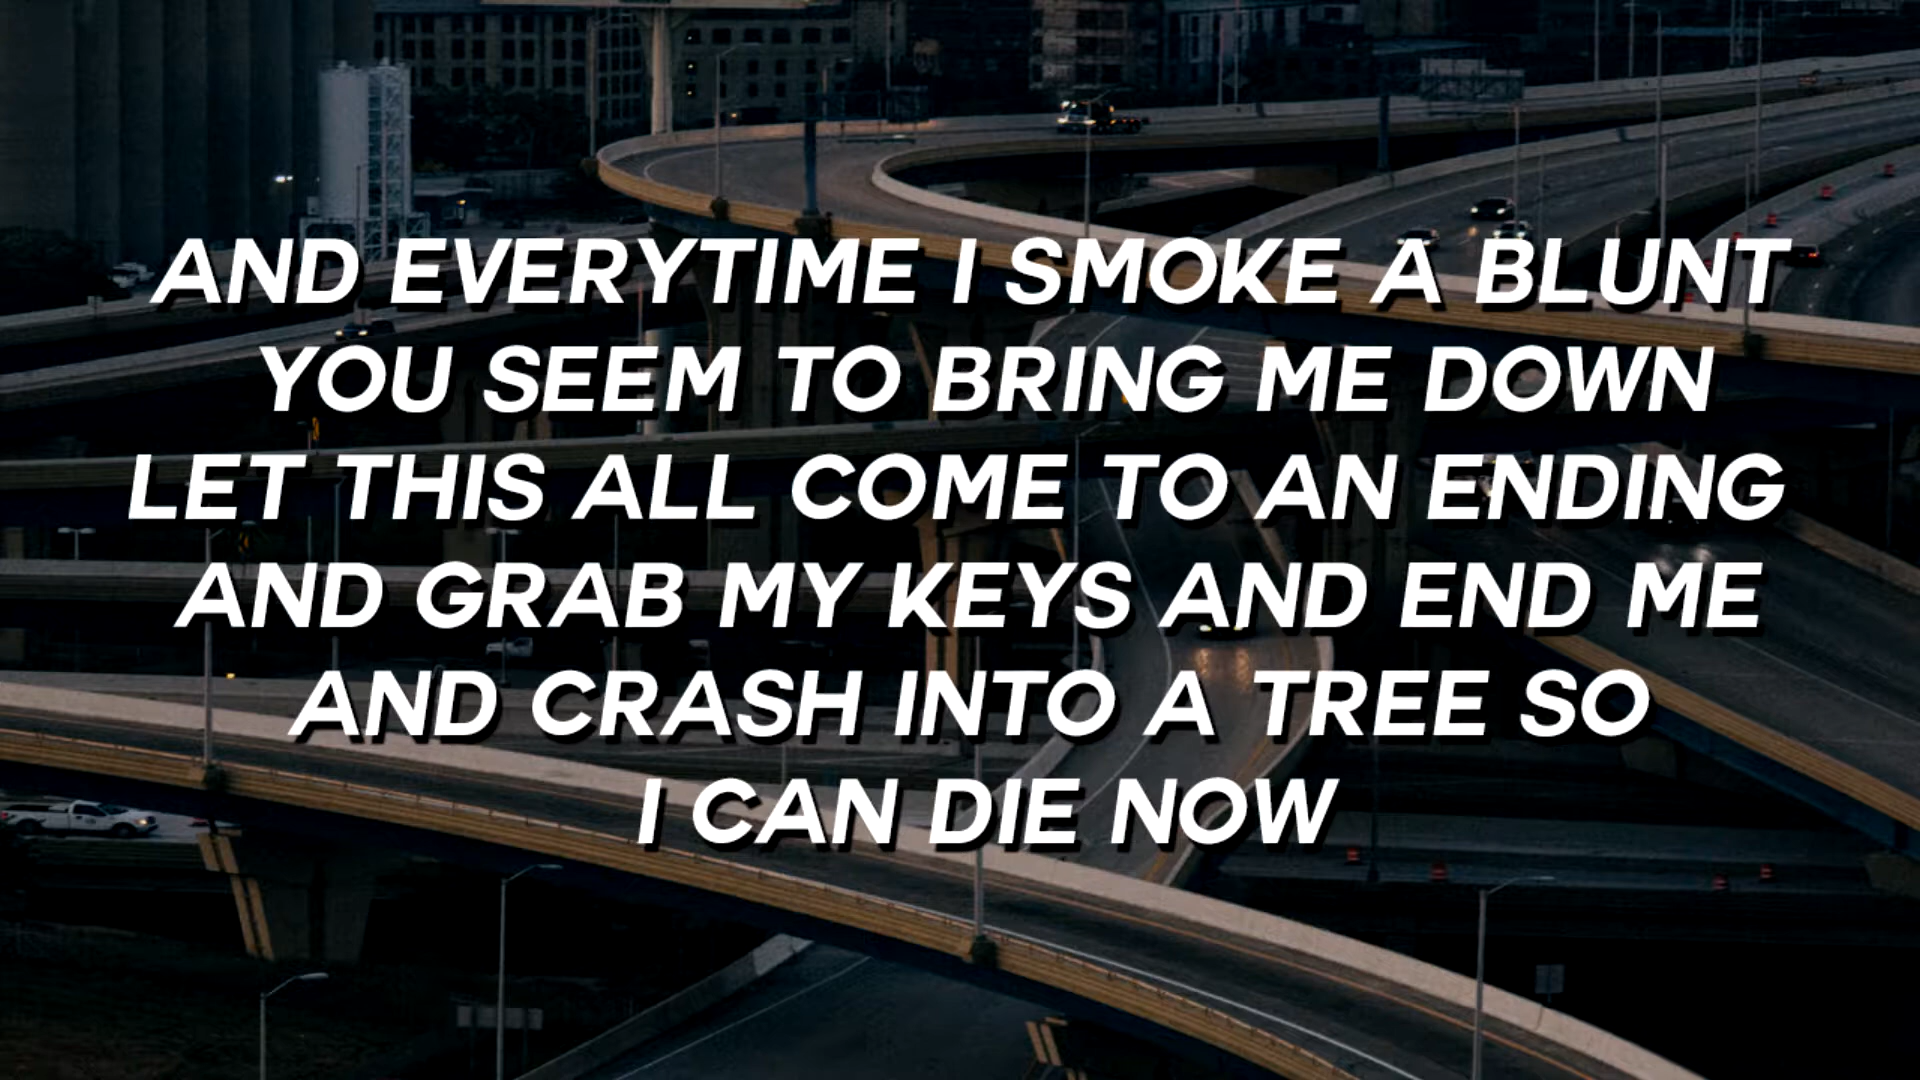 AND EVERYTIME I SMOKE A BLUNT
YOU SEEM TO BRING ME DOWN
LET THIS ALL COME TO AN ENDING
AND GRAB MY KEYS AND END ME
AND CRASH INTO A TREE SO
I CAN DIE NOW